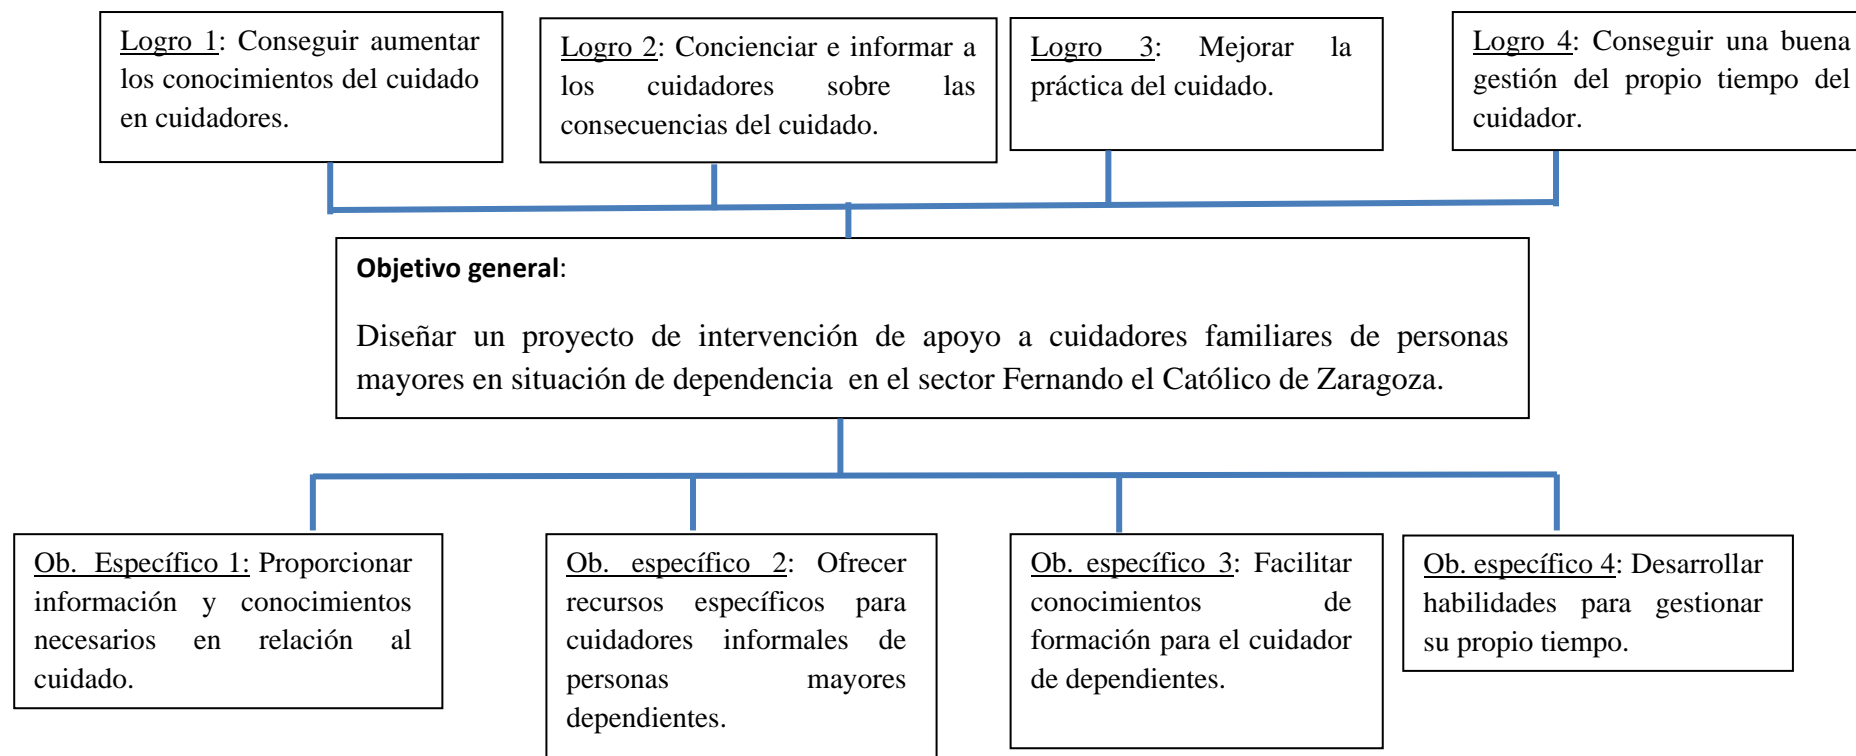 Logro 1: Conseguir aumentar
los conocimientos del cuidado
en cuidadores.
Logro 2: Concienciar e informar a
los cuidadores sobre las
consecuencias del cuidado.
Logro 3: Mejorar la
práctica del cuidado.
Logro 4: Conseguir una buena
gestión del propio tiempo del
cuidador.
Objetivo general:
Diseñar un proyecto de intervención de apoyo a cuidadores familiares de personas
mayores en situación de dependencia en el sector Fernando el Católico de Zaragoza.
Ob. Específico 1: Proporcionar
información y conocimientos
necesarios en relación al
cuidado.
Ob. específico 2: Ofrecer
recursos específicos para
cuidadores informales de
personas mayores
dependientes.
Ob. específico 3: Facilitar
conocimientos de
formación para el cuidador
de dependientes.
Ob. específico 4: Desarrollar
habilidades para gestionar
su propio tiempo.